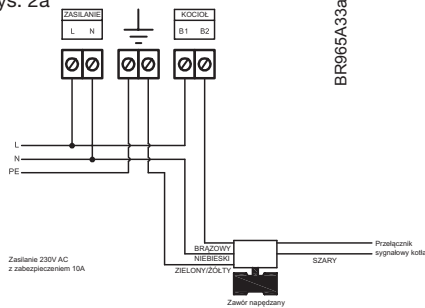 ys. 2a
ZASILANIE
L N
KOCIOŁ
B1 B2
BR965A33a
L
N
PE
BRĄZOWY
NIEBIESKI
ZIELONY/ŻÓŁTY
SZARY
Przełącznik
sygnałowy kotła
Zasilanie 230V AC
z zabezpieczeniem 10A
Zawór napędzany